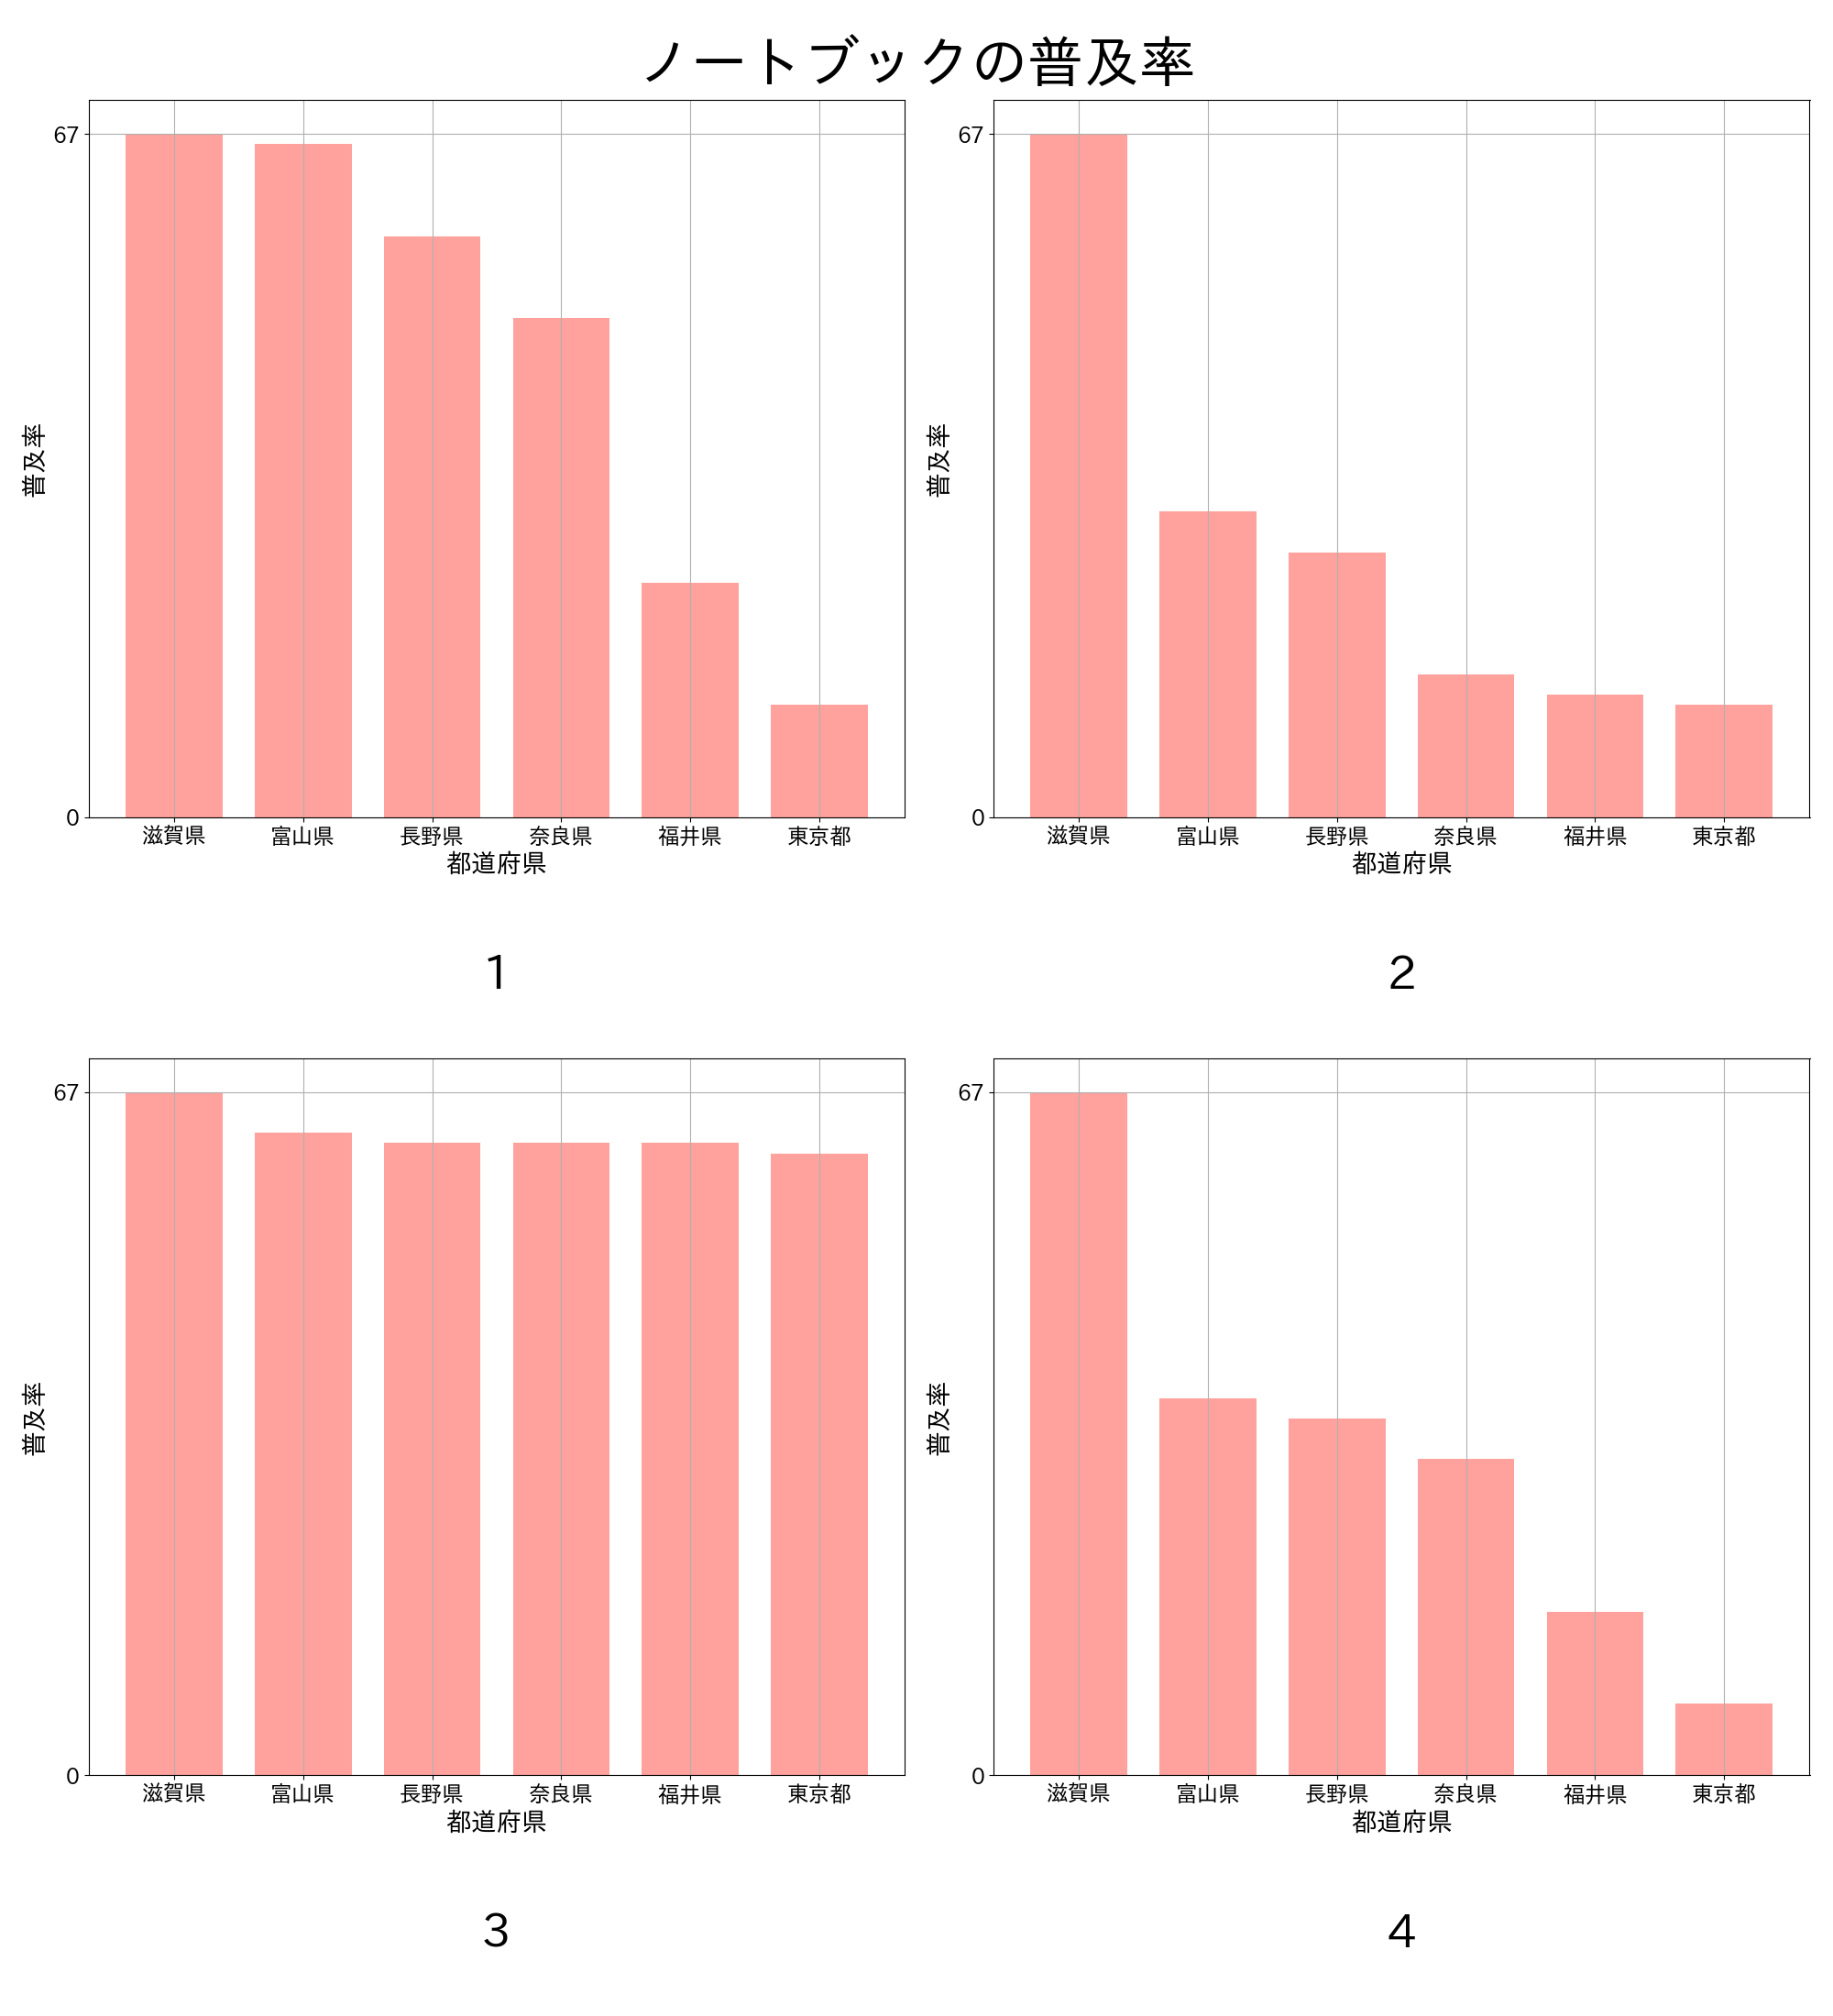 ノートブックの普及率
67
0
普及率
滋賀県 富山県 長野県 奈良県 福井県 東京都
都道府県
1
67
0
普及率
滋賀県 富山県 長野県 奈良県 福井県 東京都
都道府県
2
67
0
普及率
滋賀県 富山県 長野県 奈良県 福井県 東京都
都道府県
3
67
0
普及率
滋賀県 富山県 長野県 奈良県 福井県 東京都
都道府県
4